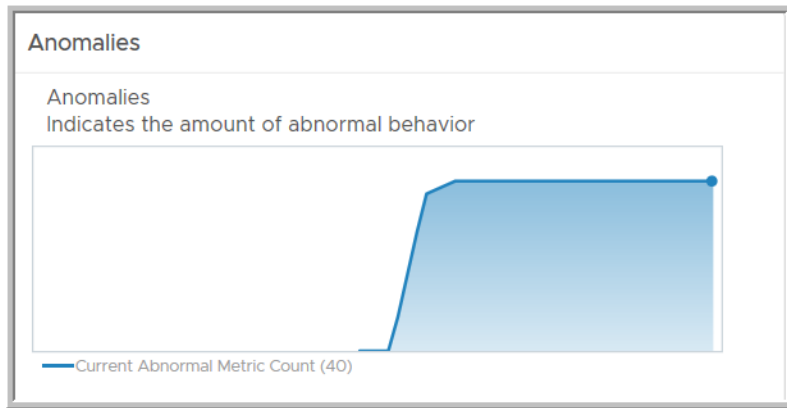 Anomalies
Anomalies
Indicates the amount of abnormal behavior
Current Abnormal Metric Count (40)